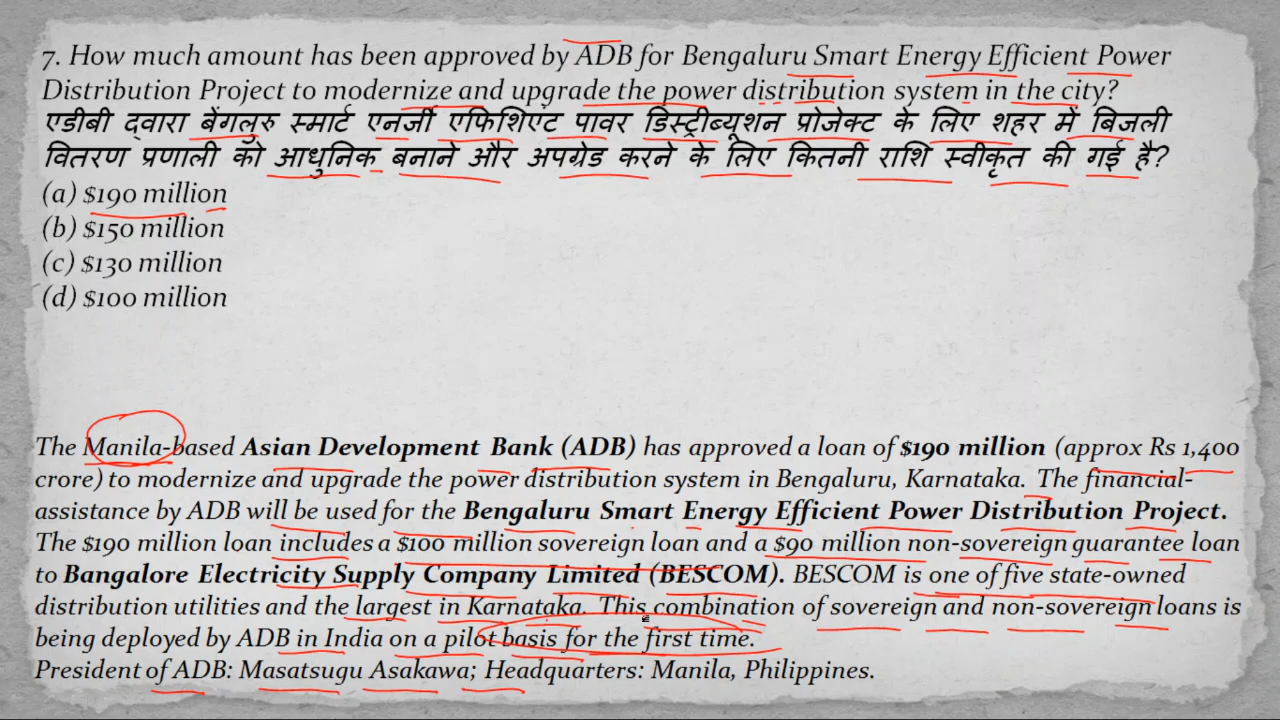 7. How much amount has been approved by ADB for Bengaluru Smart Energy Efficient Power
Distribution Project to modernize and upgrade the power distribution system in the city?
एडीबी द्वारा बेंगलुरु स्मार्ट एनर्जी एफिशिएंट पावर डिस्ट्रीब्यूशन प्रोजेक्ट के लिए शहर में बिजली
वितरण प्रणाली को आधुनिक बनाने और अपग्रेड करने के लिए कितनी राशि स्वीकृत की गई है?
(a) $190 million
(b) $150 million
(c) $130 million
(d) $100 million
The Manila-based Asian Development Bank (ADB) has approved a loan of $190 million (approx Rs 1,400
crore) to modernize and upgrade the power distribution system in Bengaluru, Karnataka. The financial-
assistance by ADB will be used for the Bengaluru Smart Energy Efficient Power Distribution Project.
The $190 million loan includes a $100 million sovereign loan and a $90 million non-sovereign guarantee loan
to Bangalore Electricity Supply Company Limited (BESCOM). BESCOM is one of five state-owned
distribution utilities and the largest in Karnataka. This combination of sovereign and non-sovereign loans is
being deployed by ADB in India on a pilot basis for the first time.
President of ADB: Masatsugu Asakawa; Headquarters: Manila, Philippines.